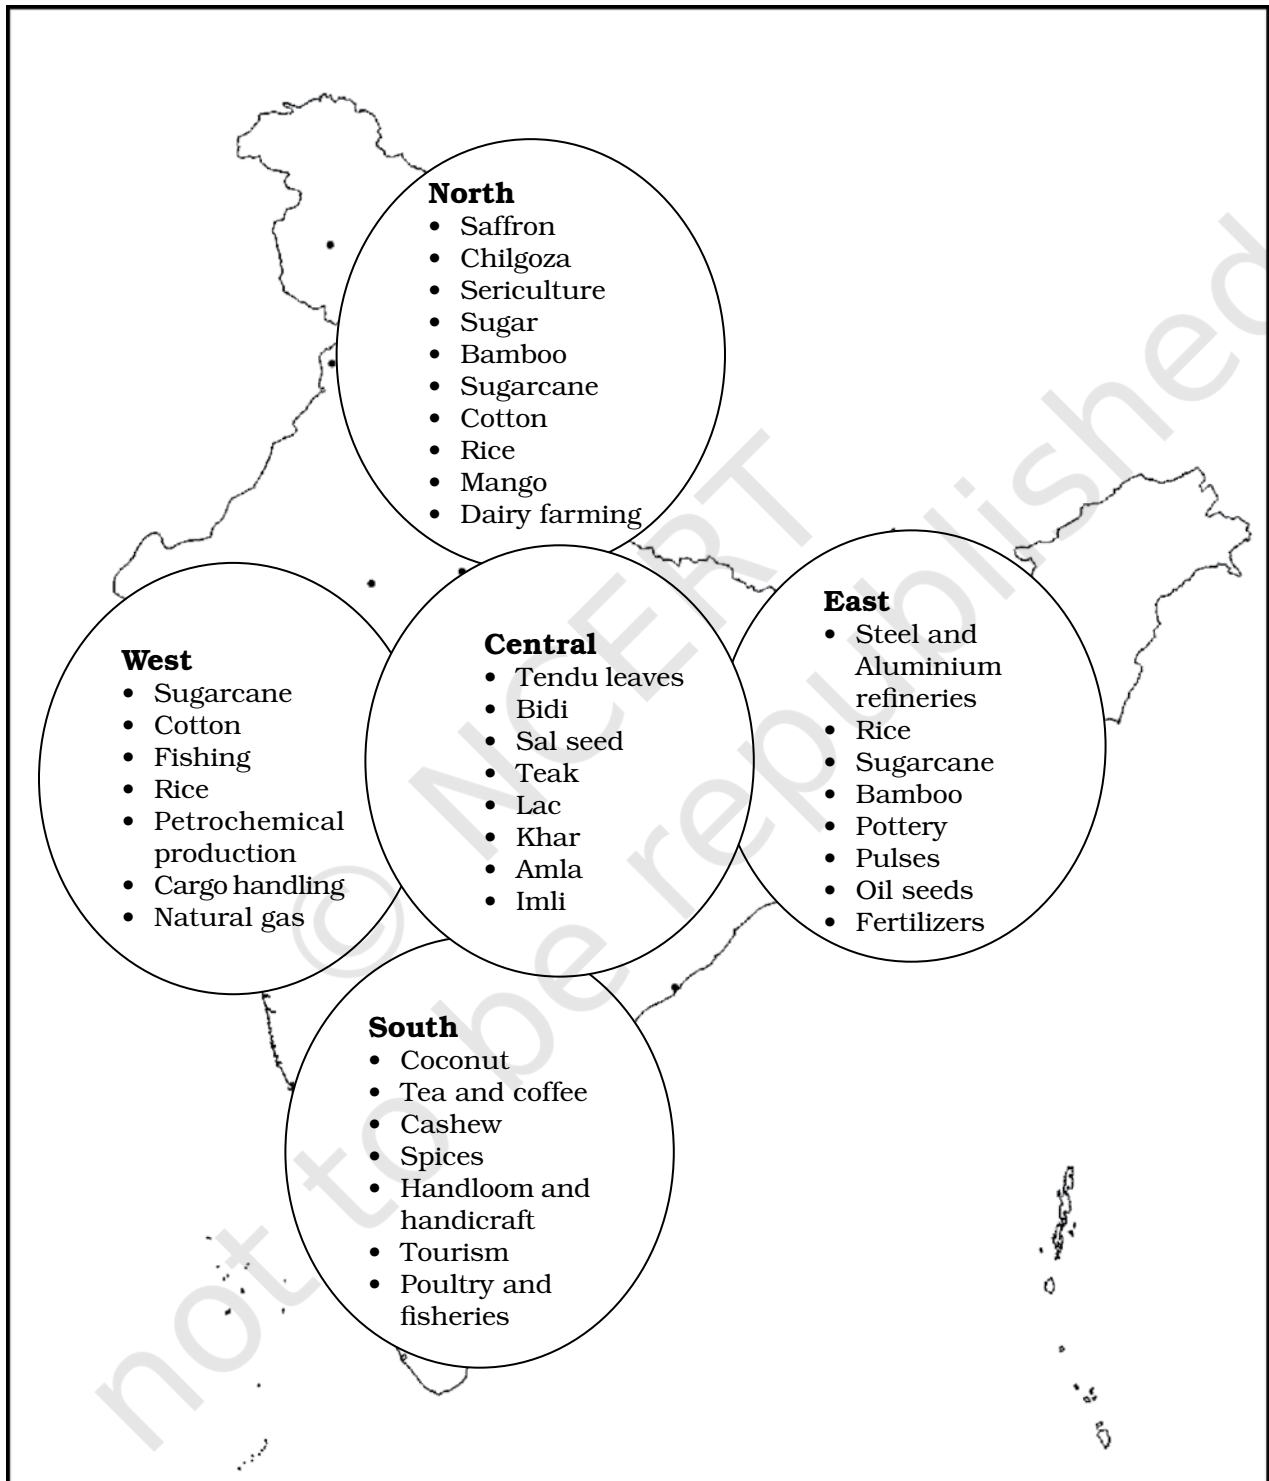 North
• Saffron
• Chilgoza
• Sericulture
• Sugar
• Bamboo
• Sugarcane
• Cotton
• Rice
• Mango
• Dairy farming
West
• Sugarcane
• Cotton
• Fishing
• Rice
• Petrochemical
production
• Cargo handling
• Natural gas
Central
• Tendu leaves
• Bidi
• Sal seed
• Teak
• Lac
• Khar
• Amla
• Imli
East
• Steel and
Aluminium
refineries
• Rice
• Sugarcane
• Bamboo
• Pottery
• Pulses
• Oil seeds
• Fertilizers
South
• Coconut
• Tea and coffee
• Cashew
• Spices
• Handloom and
handicraft
• Tourism
• Poultry and
fisheries
© NCERT
not to be republished